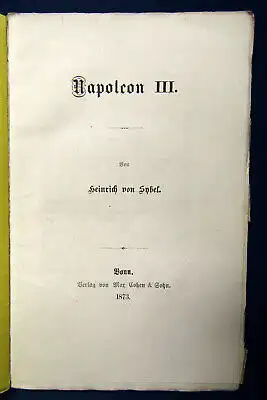 Napoleon III.
Von
Heinrich von Sybel.
Bonn.
Verlag von Max Cohen & Sohn.
1873.